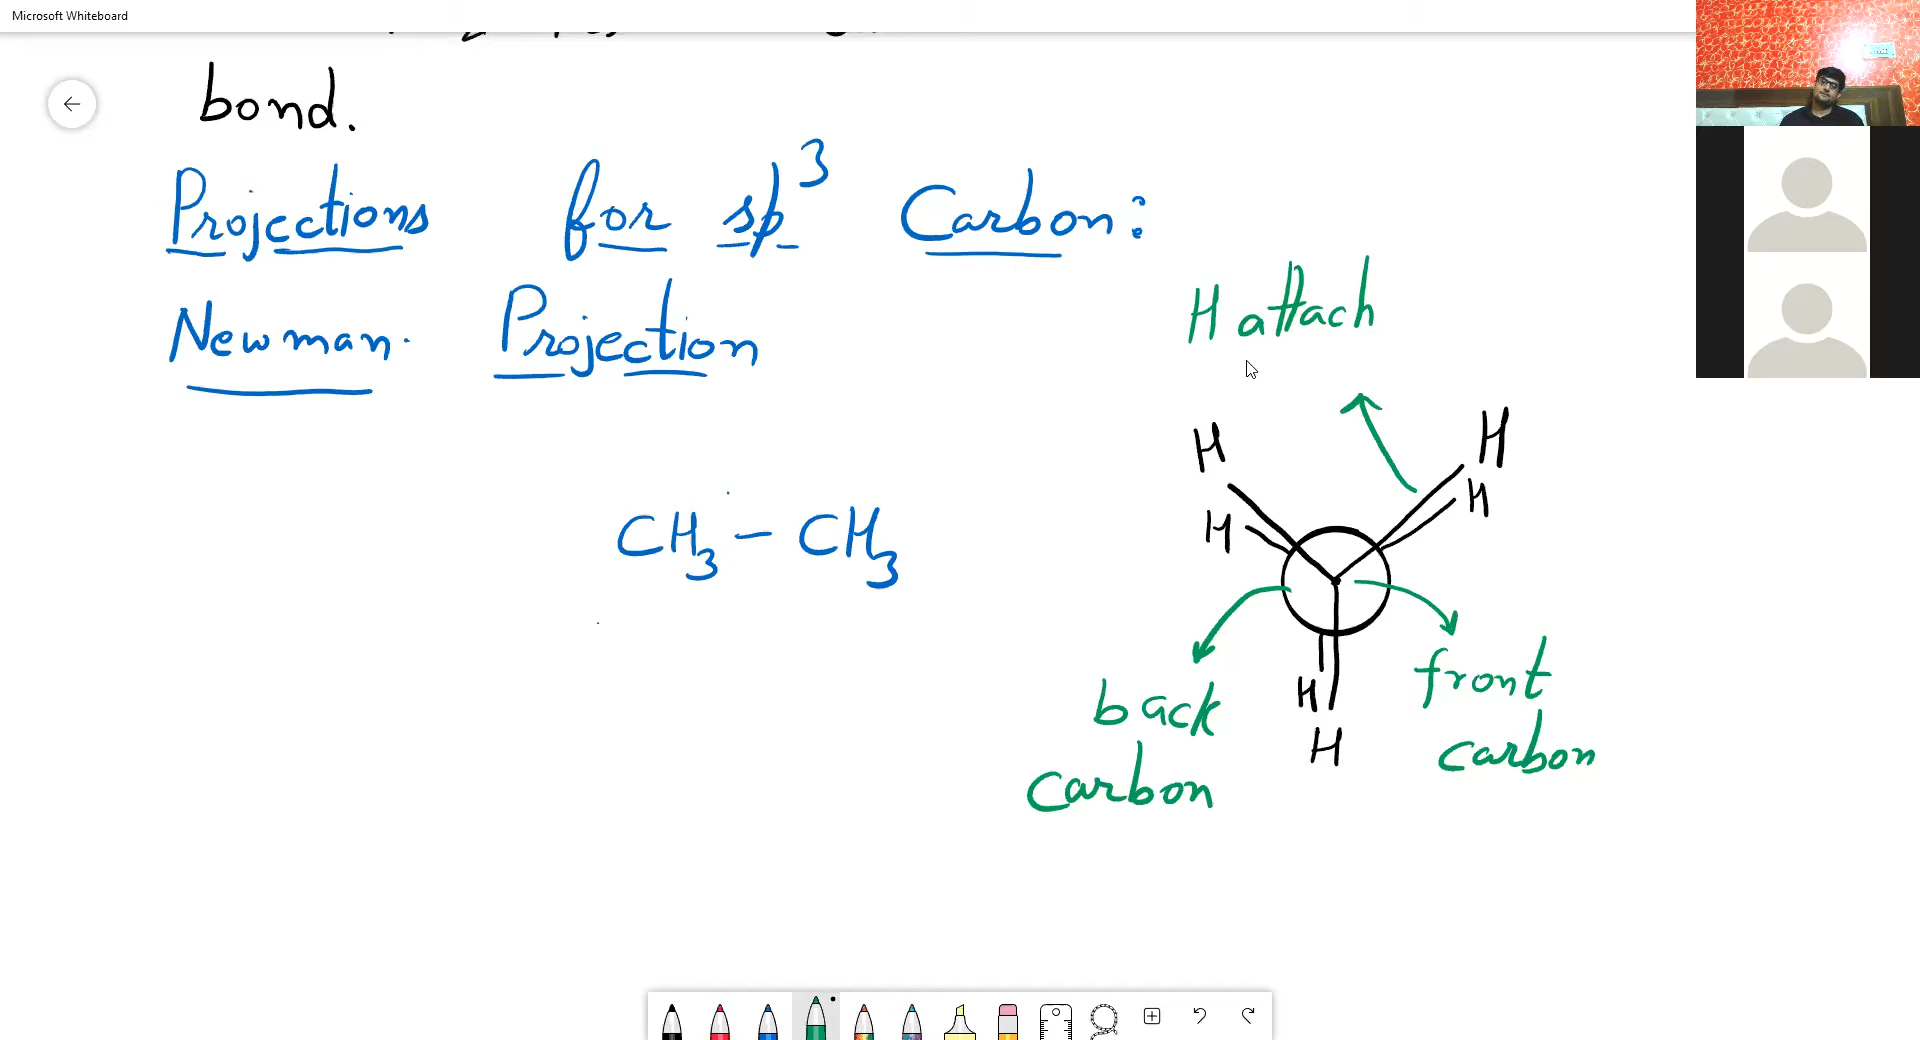 Microsoft Whiteboard
bond.
Projections for sp³ Carbon:
Newman. Projection
H attach
H H
H H
CH₃ – CH₃
back carbon
front carbon
H
H